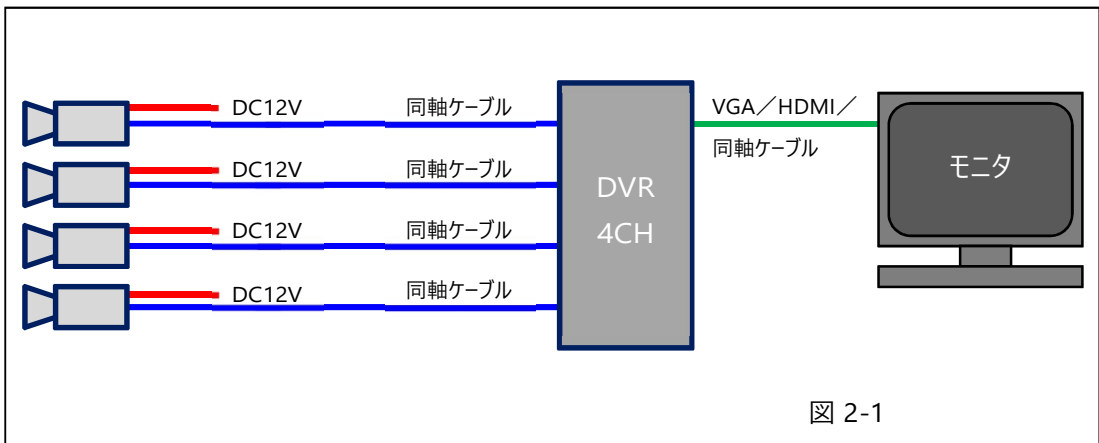 DC12V 同軸ケーブル
DC12V 同軸ケーブル
DC12V 同軸ケーブル
DC12V 同軸ケーブル
DVR
4CH
VGA／HDMI／
同軸ケーブル
モニタ
図 2-1